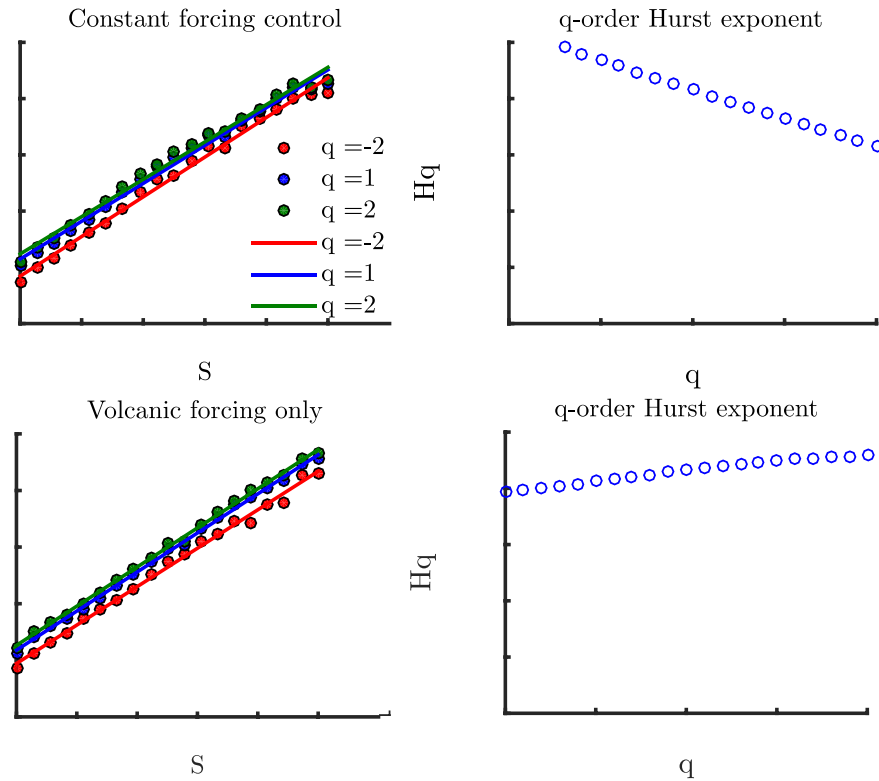 Constant forcing control
q =-2
q =1
q =2
q =-2
q =1
q =2
S
q-order Hurst exponent
Hq
q
Volcanic forcing only
S
q-order Hurst exponent
Hq
q